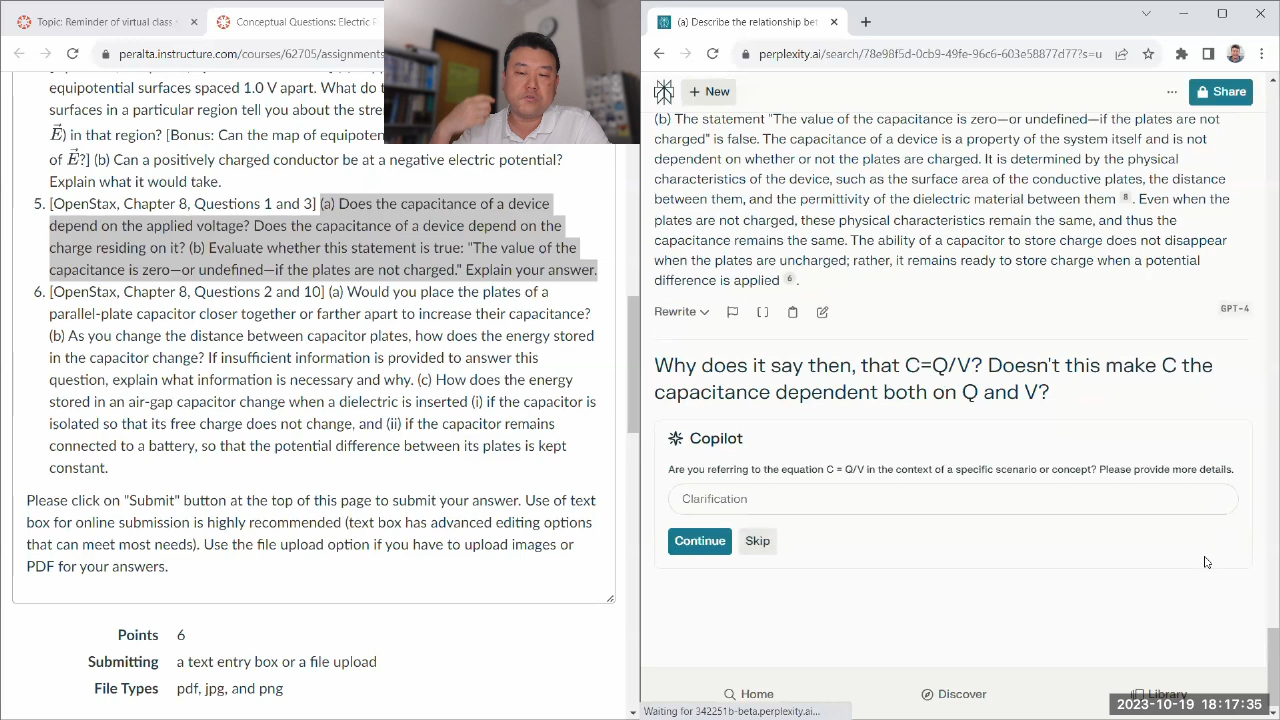 Topic: Reminder of virtual class
Conceptual Questions: Electric
peralta.instructure.com/courses/62705/assignments
equipotential surfaces spaced 1.0 V apart. What do
surfaces in a particular region tell you about the
E⃗) in that region? [Bonus: Can the map of
of E⃗?] (b) Can a positively charged conductor be at a negative electric potential?
Explain what it would take.
5. [OpenStax, Chapter 8, Questions 1 and 3] (a) Does the capacitance of a device
depend on the applied voltage? Does the capacitance of a device depend on the
charge residing on it? (b) Evaluate whether this statement is true: "The value of the
capacitance is zero—or undefined—if the plates are not charged." Explain your answer.
6. [OpenStax, Chapter 8, Questions 2 and 10] (a) Would you place the plates of a
parallel-plate capacitor closer together or farther apart to increase their capacitance?
(b) As you change the distance between capacitor plates, how does the energy stored
in the capacitor change? If insufficient information is provided to answer this
question, explain what information is necessary and why. (c) How does the energy
stored in an air-gap capacitor change when a dielectric is inserted (i) if the capacitor is
isolated so that its free charge does not change, and (ii) if the capacitor remains
connected to a battery, so that the potential difference between its plates is kept
constant.
Please click on "Submit" button at the top of this page to submit your answer. Use of text
box for online submission is highly recommended (text box has advanced editing options
that can meet most needs). Use the file upload option if you have to upload images or
PDF for your answers.
Points 6
Submitting a text entry box or a file upload
File Types pdf, jpg, and png
(a) Describe the relationship bet
perplexity.ai/search/78e98f5d-0cb9-49fe-96c6-603e58877d77?s=u
New
Share
(b) The statement "The value of the capacitance is zero—or undefined—if the plates are not
charged" is false. The capacitance of a device is a property of the system itself and is
not dependent on whether or not the plates are charged. It is determined by the physical
characteristics of the device, such as the surface area of the conductive plates, the distance
between them, and the permittivity of the dielectric material between them 8. Even when the
plates are not charged, these physical characteristics remain the same, and thus the
capacitance remains the same. The ability of a capacitor to store charge does not disappear
when the plates are uncharged; rather, it remains ready to store charge when a potential
difference is applied 6.
Rewrite
GPT-4
Why does it say then, that C=Q/V? Doesn't this make C the
capacitance dependent both on Q and V?
Copilot
Are you referring to the equation C = Q/V in the context of a specific scenario or concept? Please provide more details.
Clarification
Continue Skip
Home Discover Library
Waiting for 342251b-beta.perplexity.ai...
2023-10-19 18:17:35